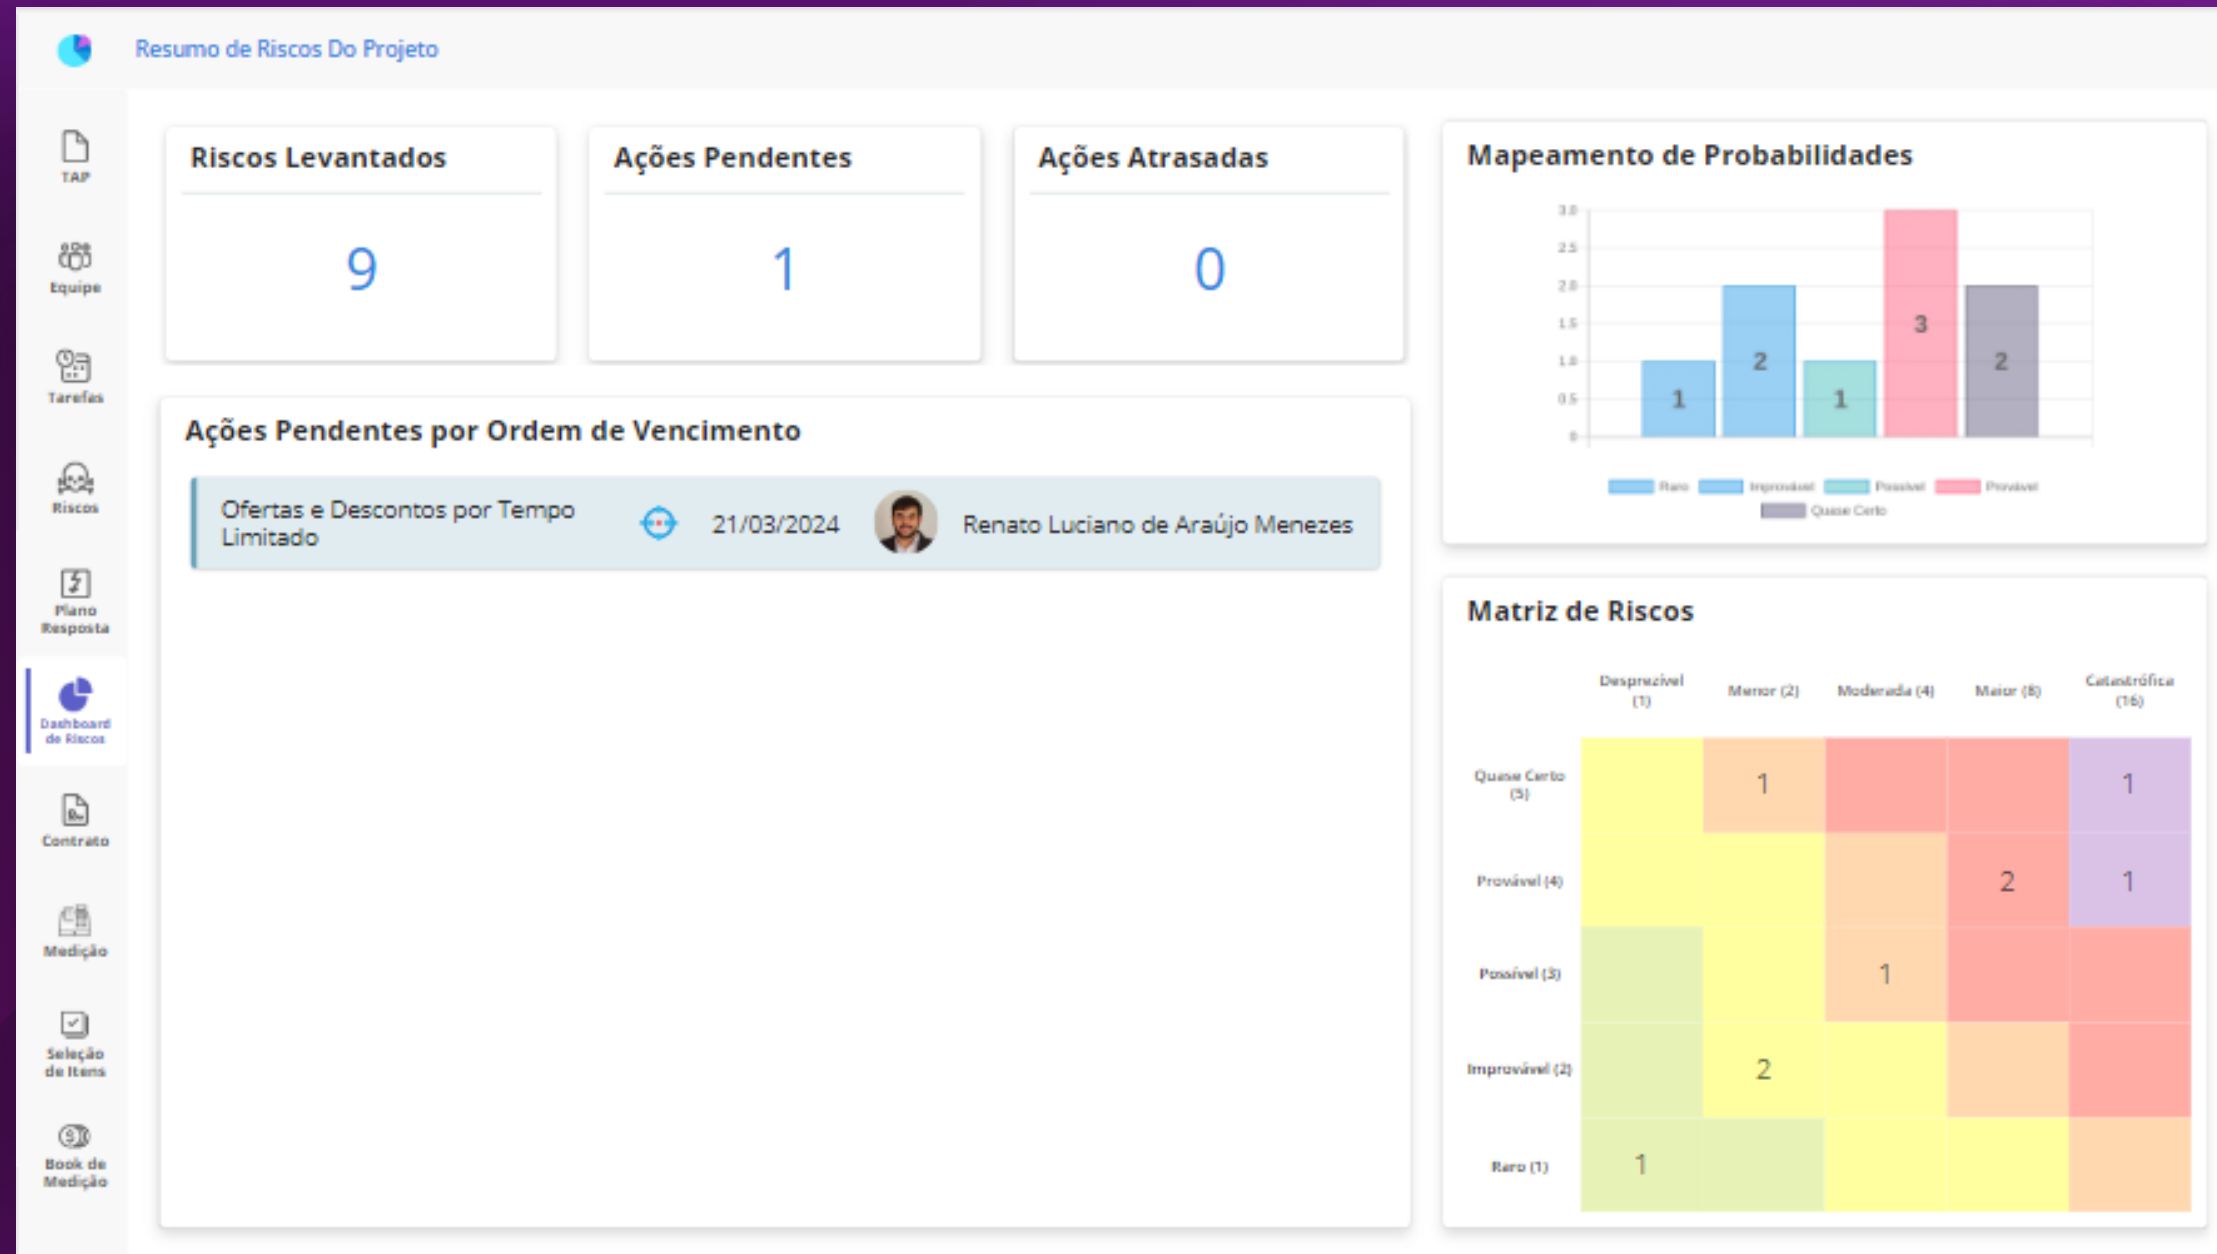 Resumo de Riscos Do Projeto
TAP
Equipe
Tarefas
Riscos
Plano
Resposta
Dashboard
de Riscos
Contrato
Medição
Seleção
de Itens
Book de
Medição
Riscos Levantados
9
Ações Pendentes
1
Ações Atrasadas
0
Ações Pendentes por Ordem de Vencimento
Ofertas e Descontos por Tempo
Limitado
21/03/2024
Renato Luciano de Araújo Menezes
Mapeamento de Probabilidades
3.0
2.5
2.0
1.5
1.0
0.5
0
1
2
1
3
2
Raro Improvável Possível Provável
Quase Certo
Matriz de Riscos
Desprezível
(1)
Menor (2)
Moderada (4)
Maior (8)
Catastrófica
(16)
Quase Certo
(5)
1
1
Provável (4)
2
1
Possível (3)
1
Improvável (2)
2
Raro (1)
1